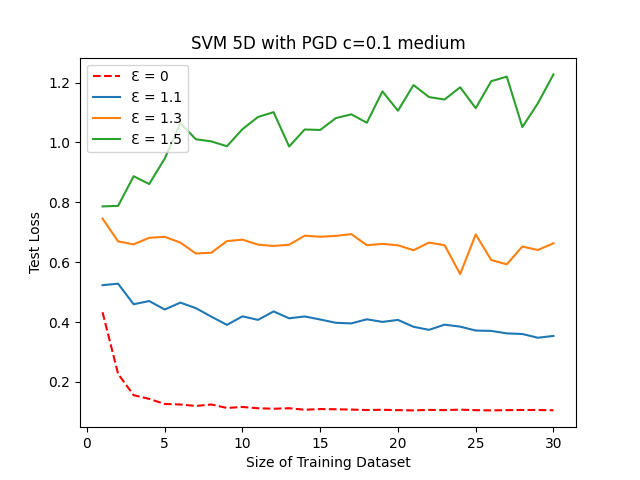 SVM 5D with PGD c=0.1 medium
Ɛ = 0
Ɛ = 1.1
Ɛ = 1.3
Ɛ = 1.5
Test Loss
1.2
1.0
0.8
0.6
0.4
0.2
0 5 10 15 20 25 30
Size of Training Dataset